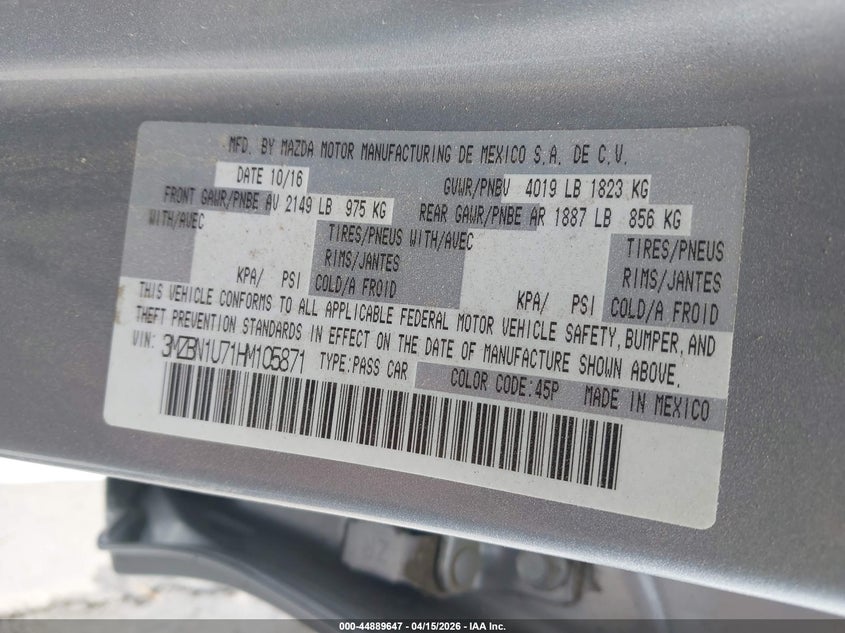 MFD. BY MAZDA MOTOR MANUFACTURING DE MEXICO S.A. DE C.V.
DATE 10/16 GVWR/PNBV 4019 LB 1823 KG
FRONT GAWR/PNBE AV 2149 LB 975 KG REAR GAWR/PNBE AR 1887 LB 856 KG
WITH/AVEC TIRES/PNEUS WITH/AVEC TIRES/PNEUS
RIMS/JANTES RIMS/JANTES
KPA/ PSI COLD/A FROID KPA/ PSI COLD/A FROID
THIS VEHICLE CONFORMS TO ALL APPLICABLE FEDERAL MOTOR VEHICLE SAFETY, BUMPER, AND
THEFT PREVENTION STANDARDS IN EFFECT ON THE DATE OF MANUFACTURE SHOWN ABOVE.
VIN: 3MZBN1U71HM105871 TYPE:PASS CAR COLOR CODE:45P MADE IN MEXICO
000-44889647 - 04/15/2026 - IAA Inc.